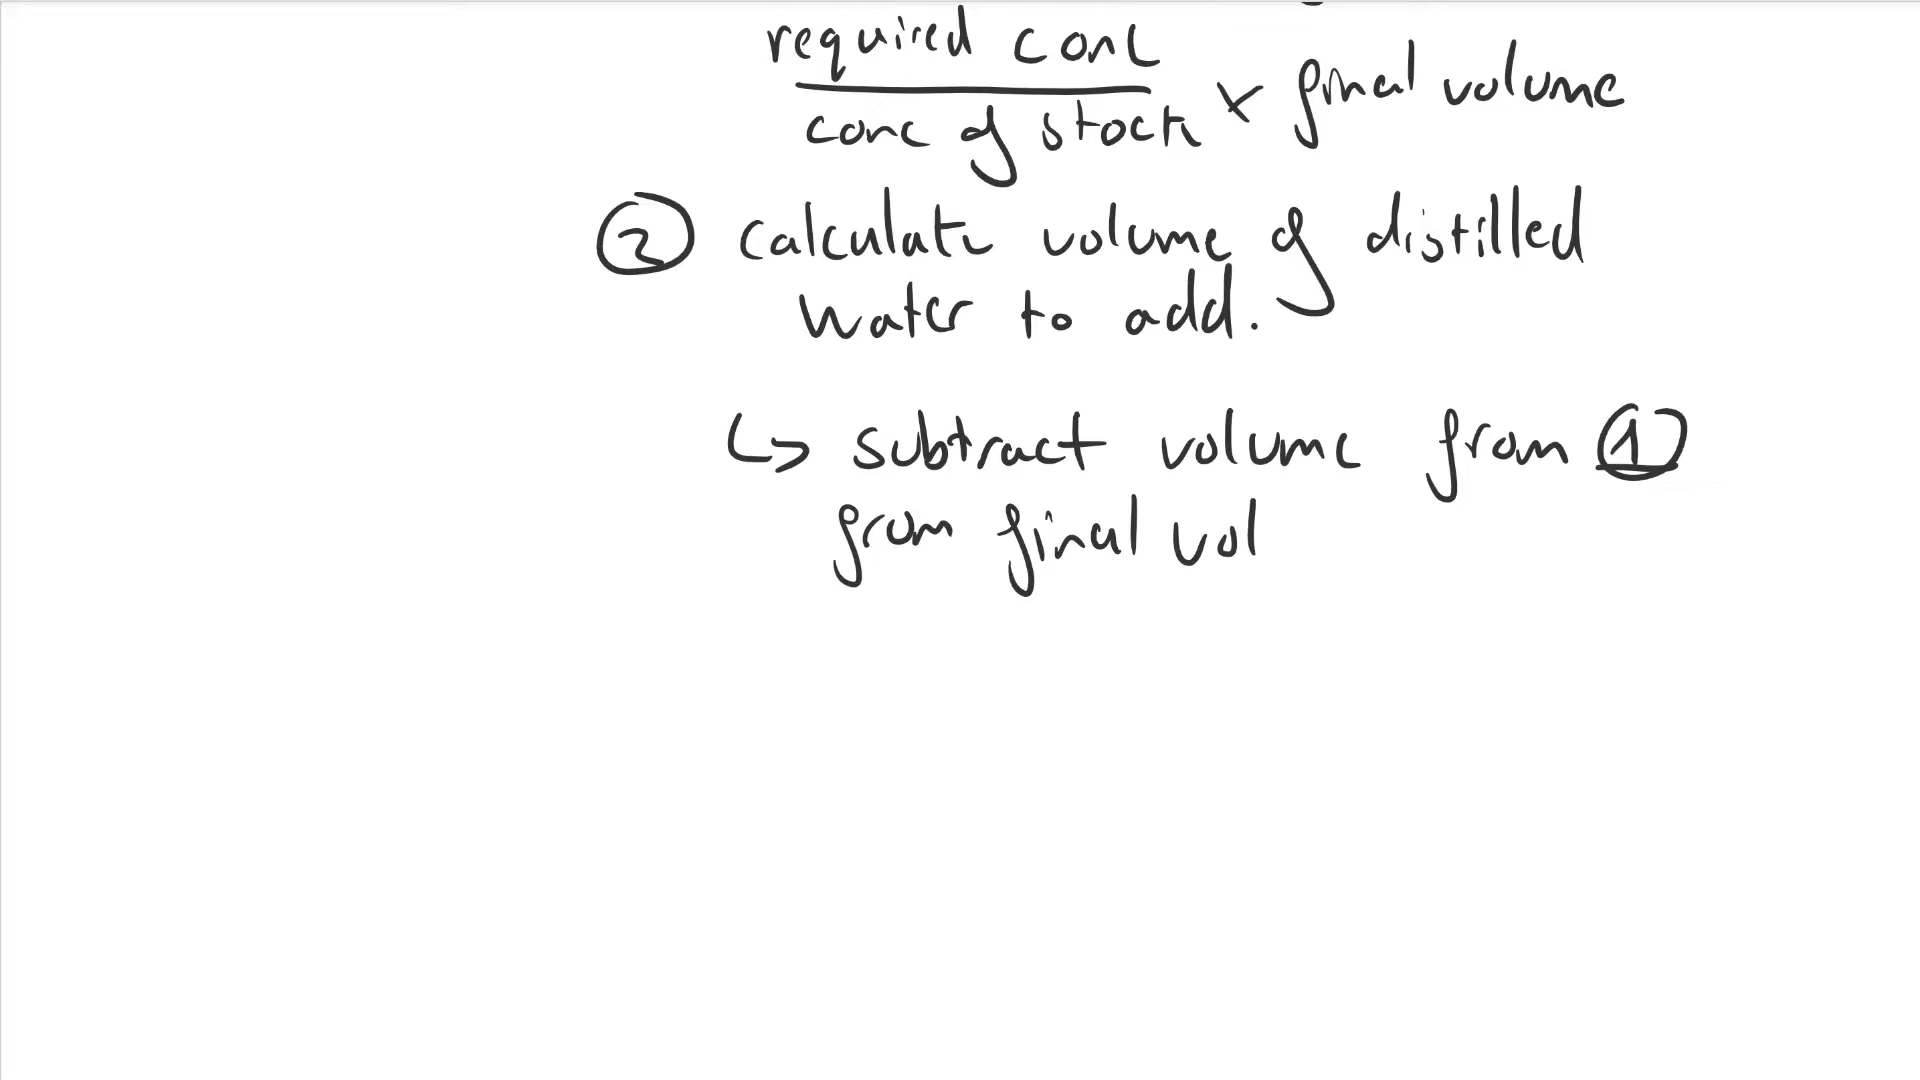 required conc
conc of stock × final volume
② calculate volume of distilled
water to add.
↳ subtract volume from ①
from final vol